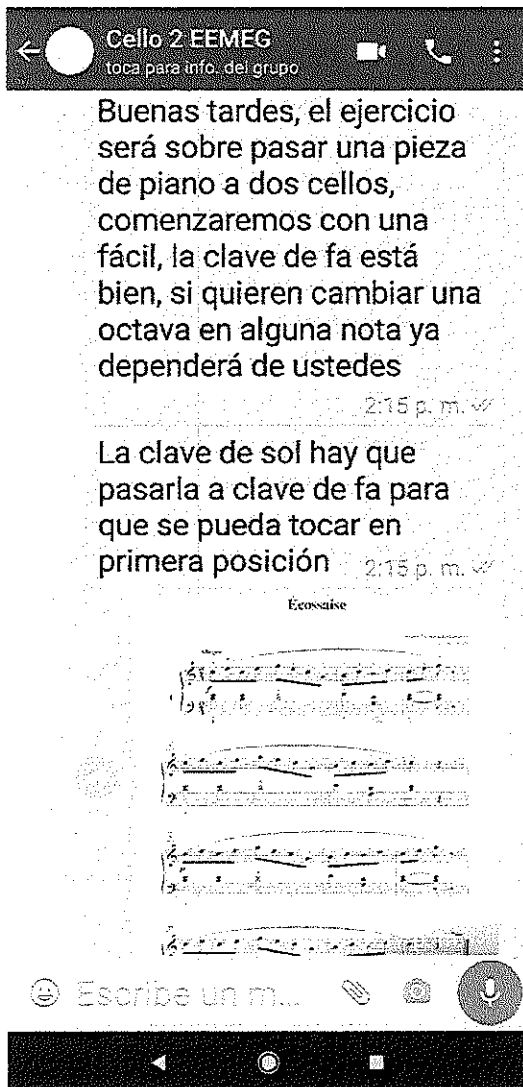 Cello 2 EEMEG
toca para info. del grupo
Buenas tardes, el ejercicio
será sobre pasar una pieza
de piano a dos cellos,
comenzaremos con una
fácil, la clave de fa está
bien, si quieren cambiar una
octava en alguna nota ya
dependerá de ustedes
2:15 p. m.
La clave de sol hay que
pasarla a clave de fa para
que se pueda tocar en
primera posición 2:15 p. m.
Écossaise
Escribe un m...